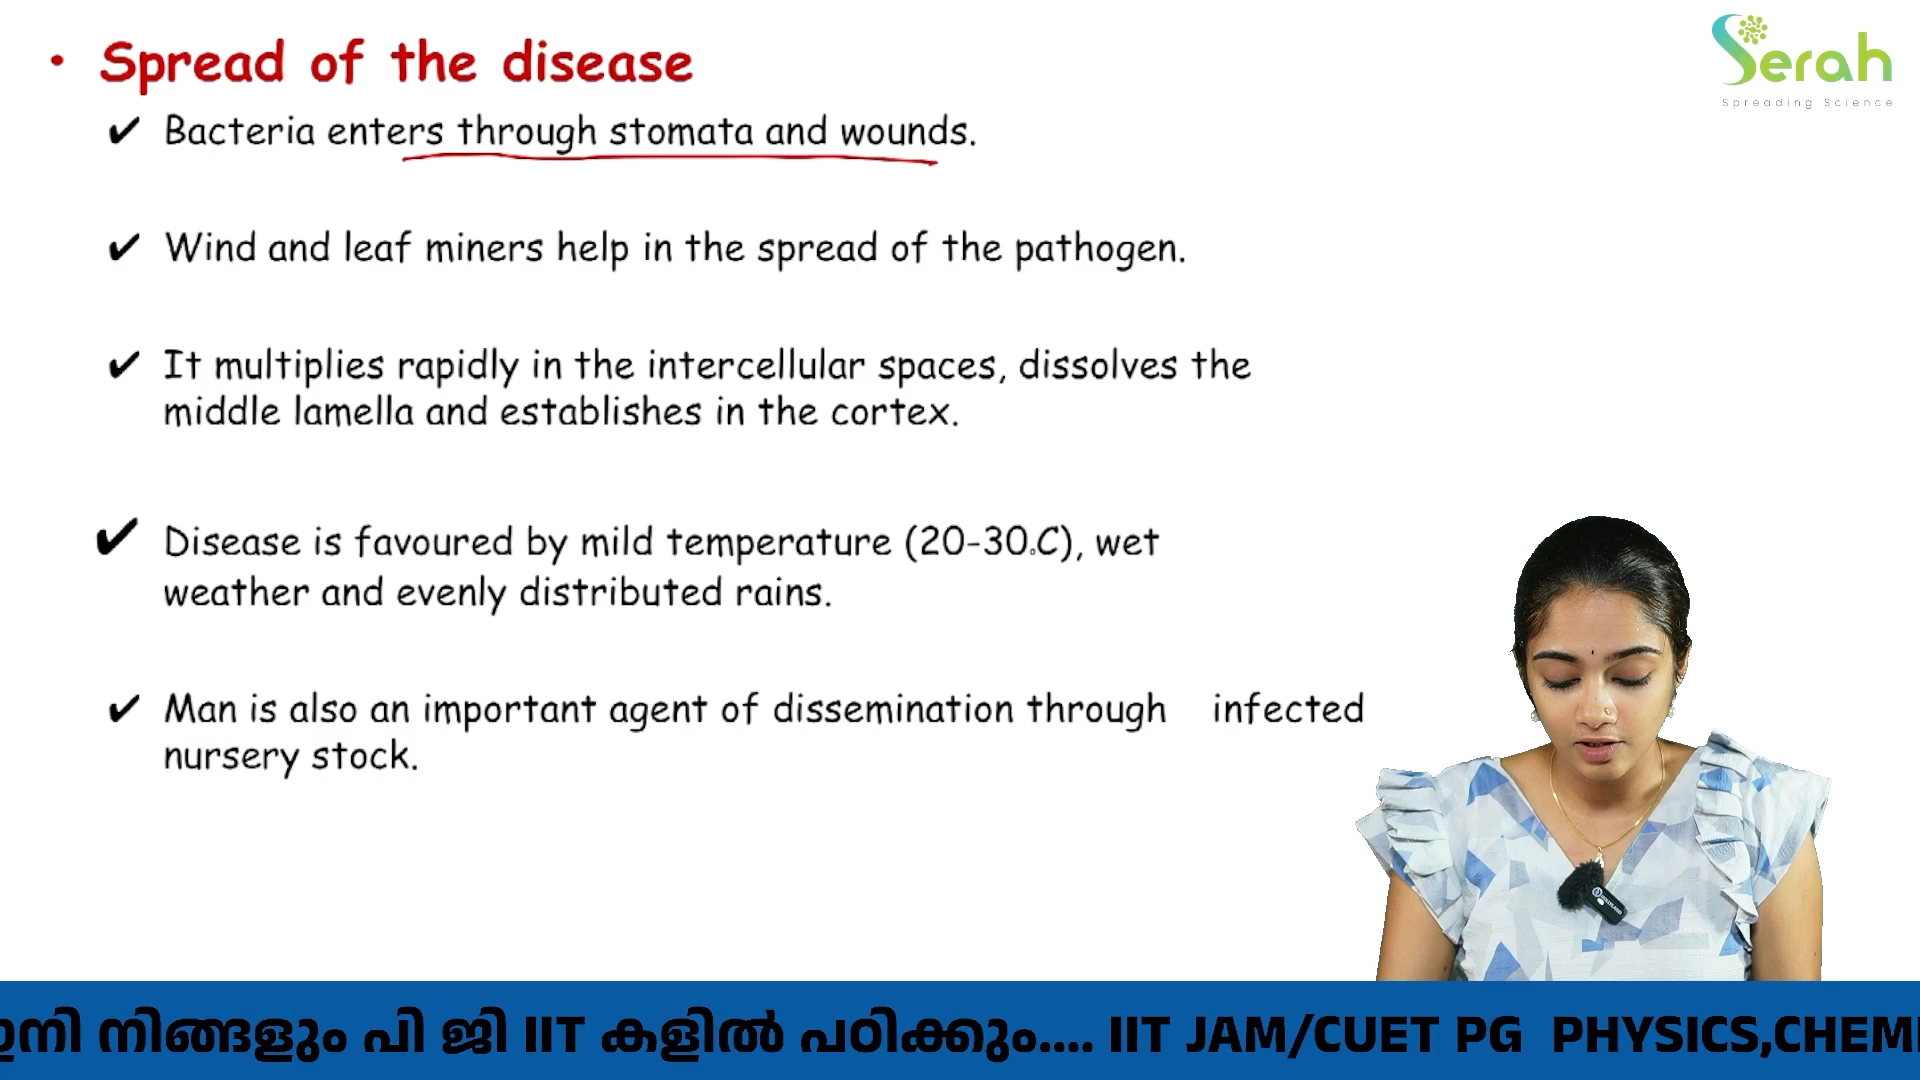 • Spread of the disease
✔ Bacteria enters through stomata and wounds.
✔ Wind and leaf miners help in the spread of the pathogen.
✔ It multiplies rapidly in the intercellular spaces, dissolves the
middle lamella and establishes in the cortex.
✔ Disease is favoured by mild temperature (20-30.C), wet
weather and evenly distributed rains.
✔ Man is also an important agent of dissemination through infected
nursery stock.
Serah
Spreading Science
ഇനി നിങ്ങളും പി ജി IIT കളിൽ പഠിക്കും.... IIT JAM/CUET PG PHYSICS,CHEMI